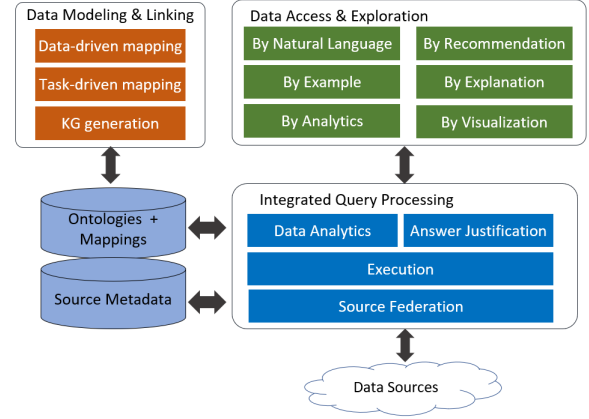 Data Modeling & Linking
Data-driven mapping
Task-driven mapping
KG generation
Data Access & Exploration
By Natural Language
By Recommendation
By Example
By Explanation
By Analytics
By Visualization
Ontologies +
Mappings
Source Metadata
Integrated Query Processing
Data Analytics
Answer Justification
Execution
Source Federation
Data Sources